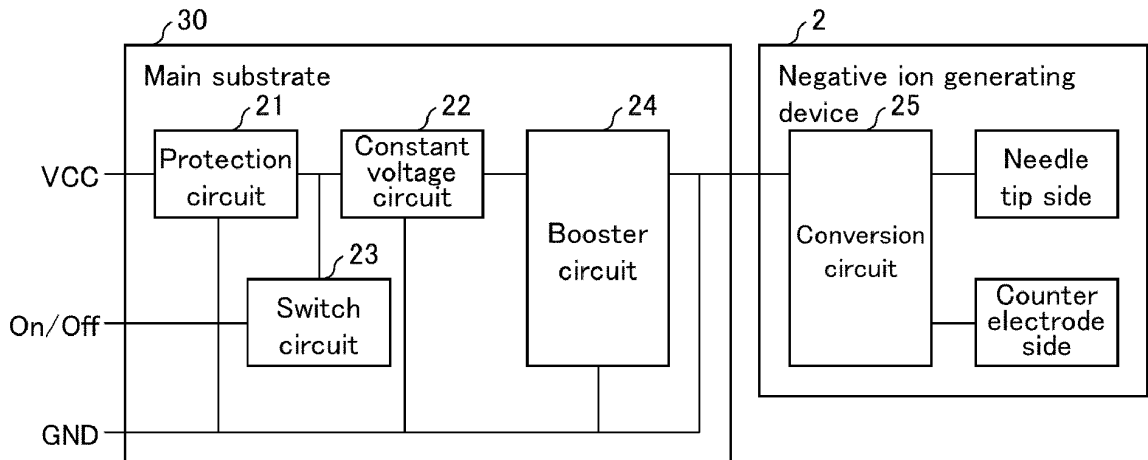 30
2
Main substrate
Negative ion generating
device
21
22
24
25
VCC
Protection
circuit
Constant
voltage
circuit
Booster
circuit
Conversion
circuit
Needle
tip side
23
On/Off
Switch
circuit
Counter
electrode
side
GND